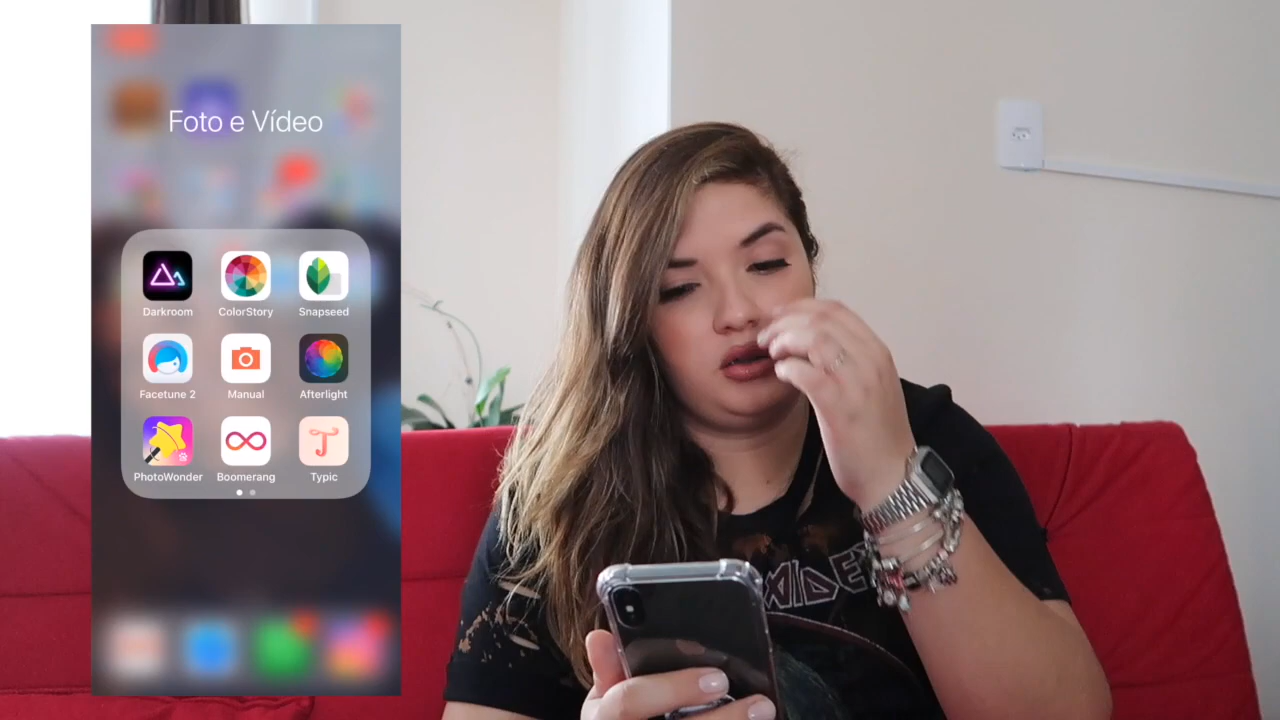 Foto e Vídeo
Darkroom ColorStory Snapseed
Facetune 2 Manual Afterlight
PhotoWonder Boomerang Typic